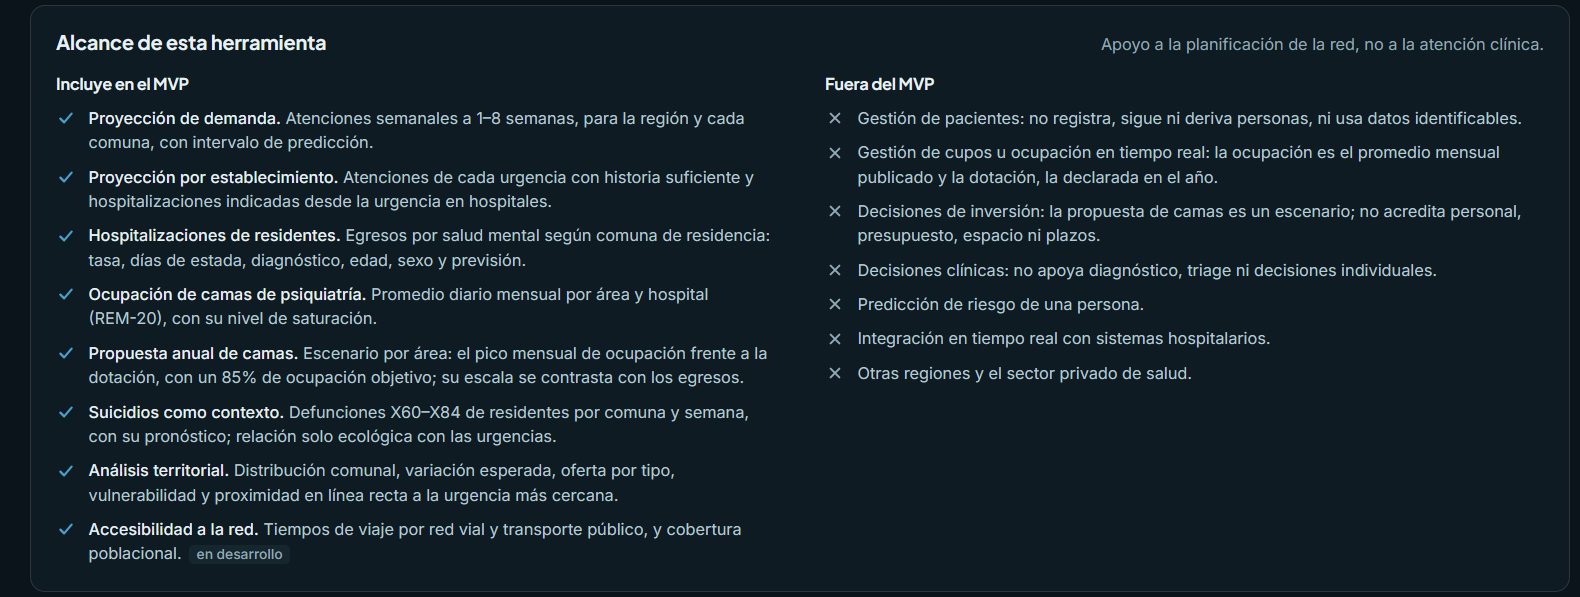 Alcance de esta herramienta
Apoyo a la planificación de la red, no a la atención clínica.
Incluye en el MVP
Proyección de demanda. Atenciones semanales a 1–8 semanas, para la región y cada
comuna, con intervalo de predicción.
Proyección por establecimiento. Atenciones de cada urgencia con historia suficiente y
hospitalizaciones indicadas desde la urgencia en hospitales.
Hospitalizaciones de residentes. Egresos por salud mental según comuna de residencia:
tasa, días de estada, diagnóstico, edad, sexo y previsión.
Ocupación de camas de psiquiatría. Promedio diario mensual por área y hospital
(REM-20), con su nivel de saturación.
Propuesta anual de camas. Escenario por área: el pico mensual de ocupación frente a la
dotación, con un 85% de ocupación objetivo; su escala se contrasta con los egresos.
Suicidios como contexto. Defunciones X60–X84 de residentes por comuna y semana,
con su pronóstico; relación solo ecológica con las urgencias.
Análisis territorial. Distribución comunal, variación esperada, oferta por tipo,
vulnerabilidad y proximidad en línea recta a la urgencia más cercana.
Accesibilidad a la red. Tiempos de viaje por red vial y transporte público, y cobertura
poblacional. en desarrollo
Fuera del MVP
Gestión de pacientes: no registra, sigue ni deriva personas, ni usa datos identificables.
Gestión de cupos u ocupación en tiempo real: la ocupación es el promedio mensual
publicado y la dotación, la declarada en el año.
Decisiones de inversión: la propuesta de camas es un escenario; no acredita personal,
presupuesto, espacio ni plazos.
Decisiones clínicas: no apoya diagnóstico, triage ni decisiones individuales.
Predicción de riesgo de una persona.
Integración en tiempo real con sistemas hospitalarios.
Otras regiones y el sector privado de salud.